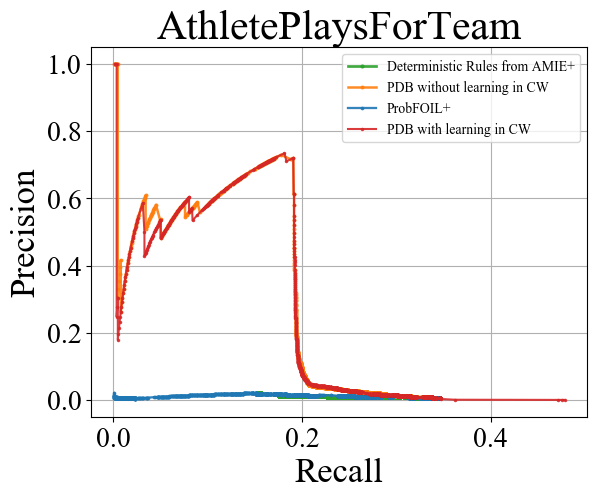 AthletePlaysForTeam
Deterministic Rules from AMIE+
PDB without learning in CW
ProbFOIL+
PDB with learning in CW
Precision
1.0
0.8
0.6
0.4
0.2
0.0
0.0 0.2 0.4
Recall